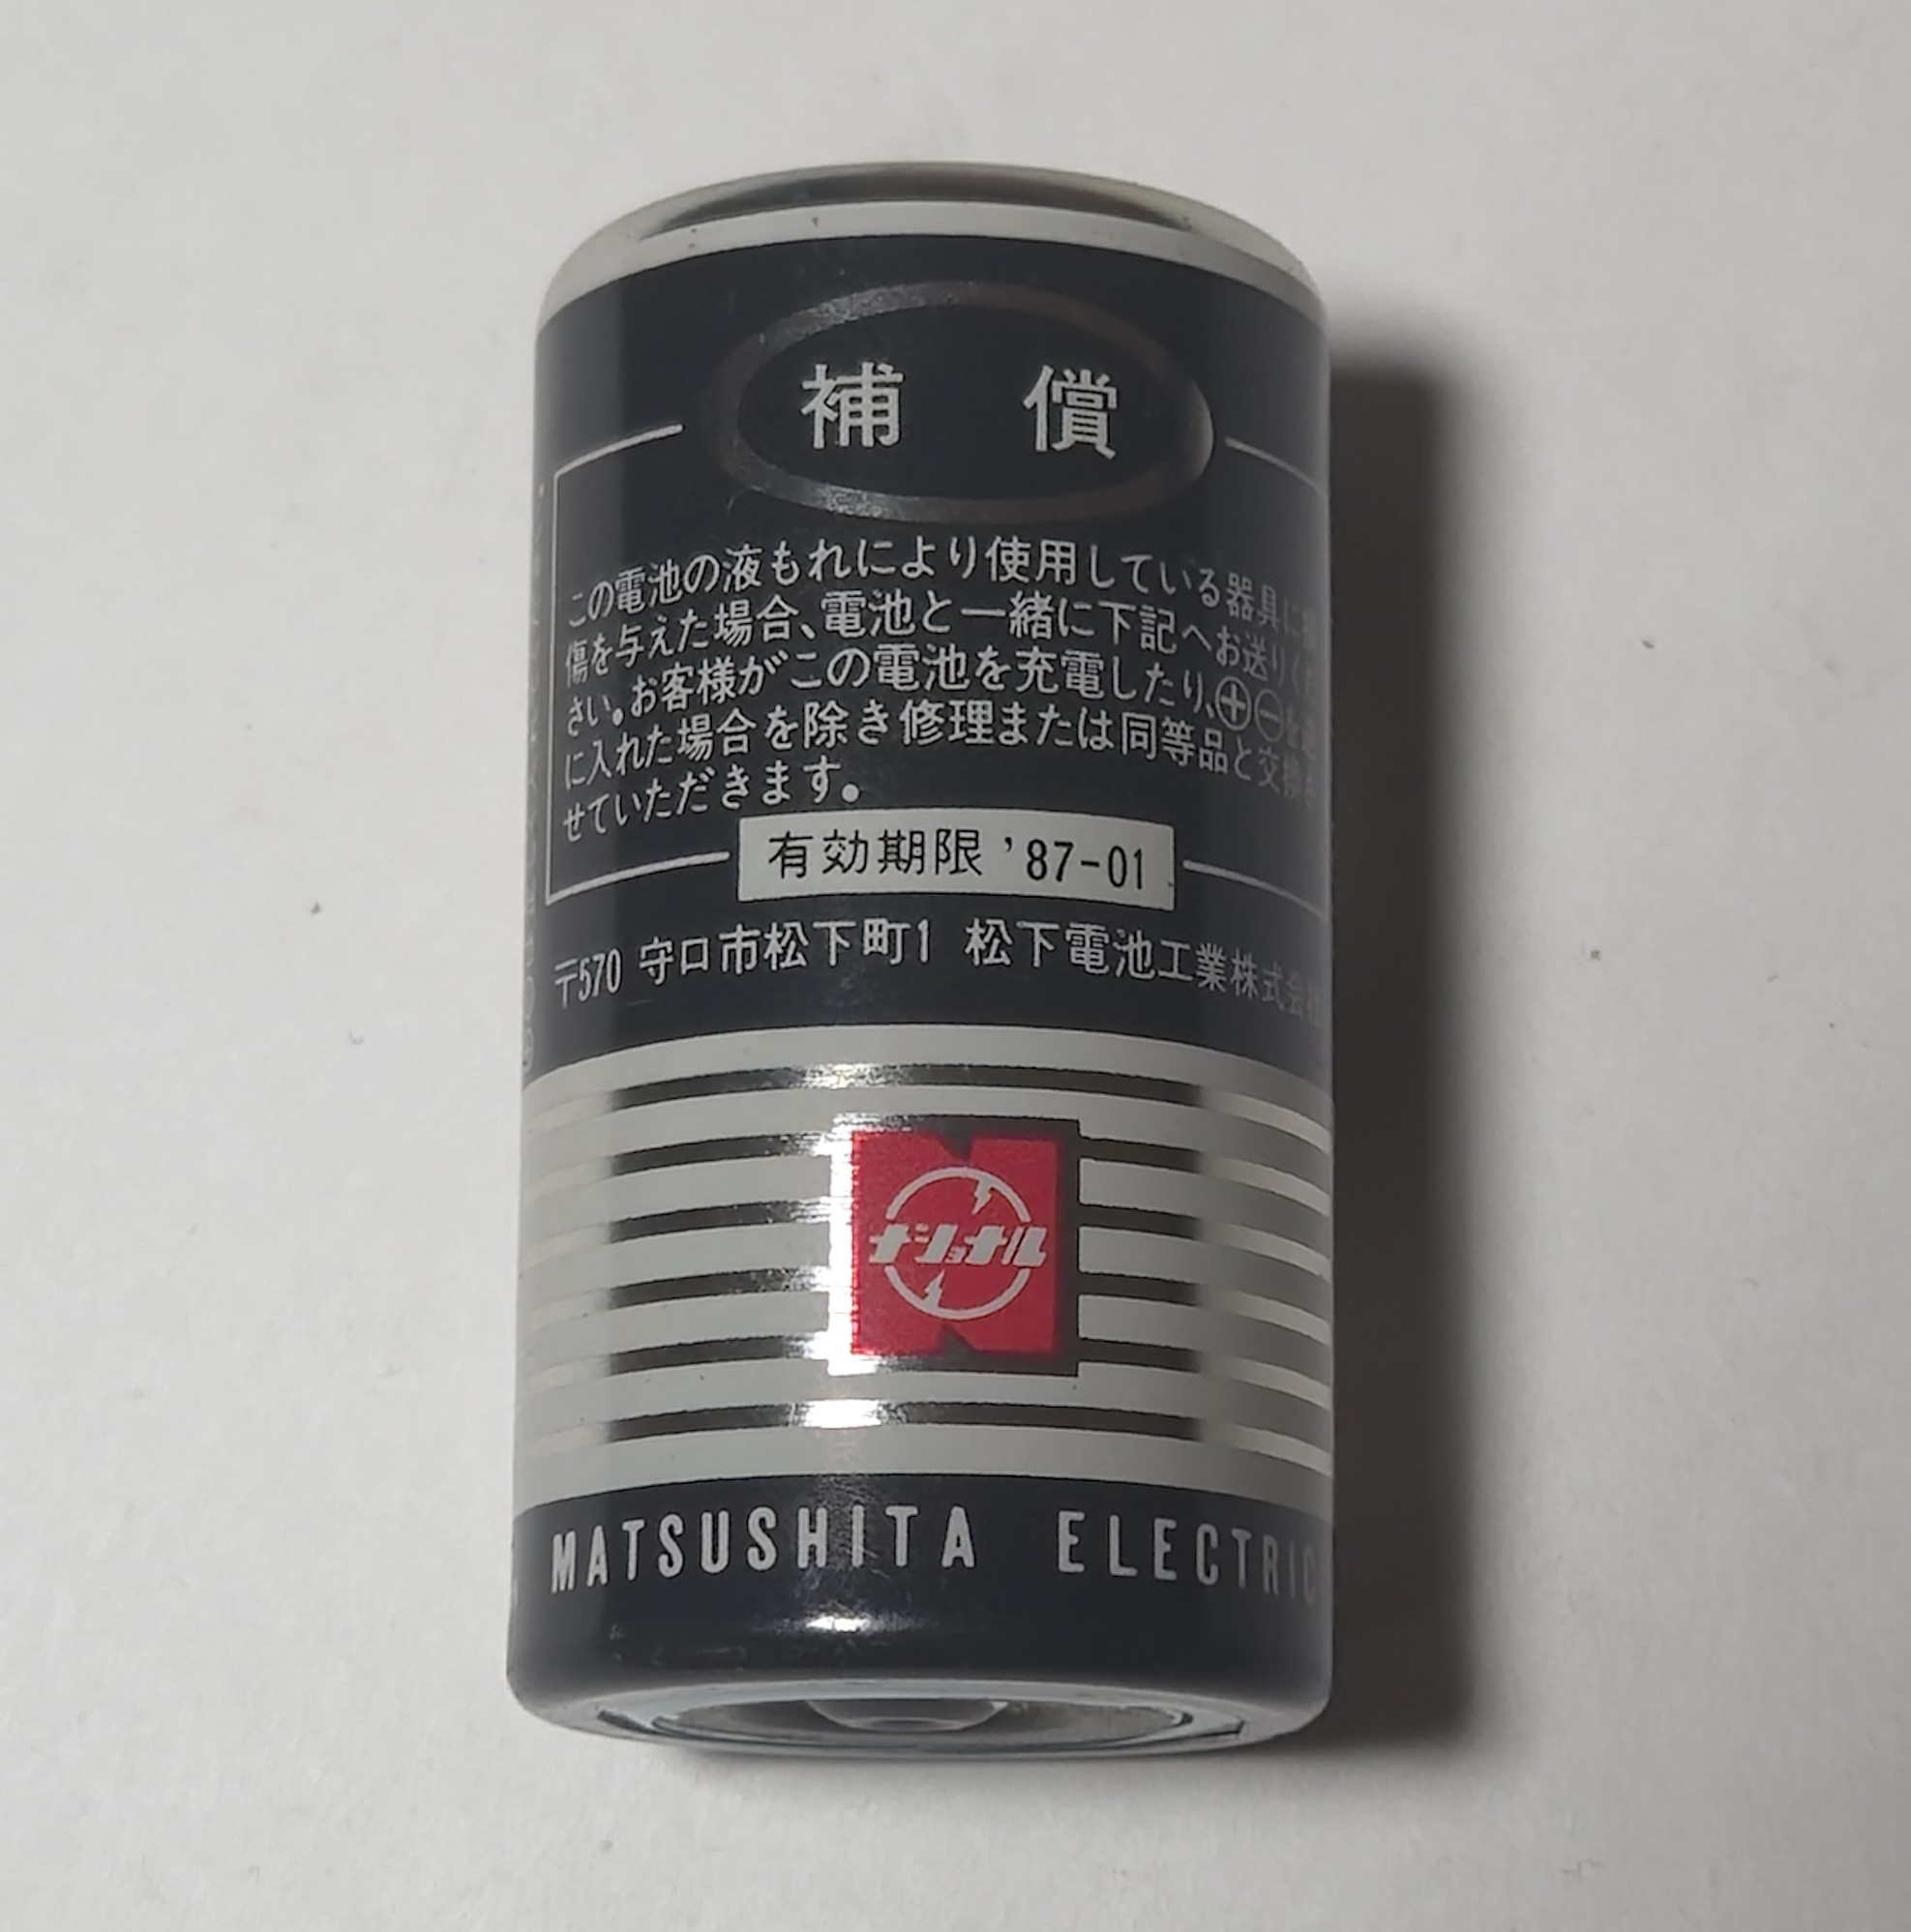 補 償
この電池の液もれにより使用している器具に損
傷を与えた場合、電池と一緒に下記へお送りくだ
さい。お客様がこの電池を充電したり、⊕⊖を逆
に入れた場合を除き修理または同等品と交換さ
せていただきます。
有効期限 '87-01
〒570 守口市松下町1 松下電池工業株式会社
ナショナル
MATSUSHITA ELECTRIC